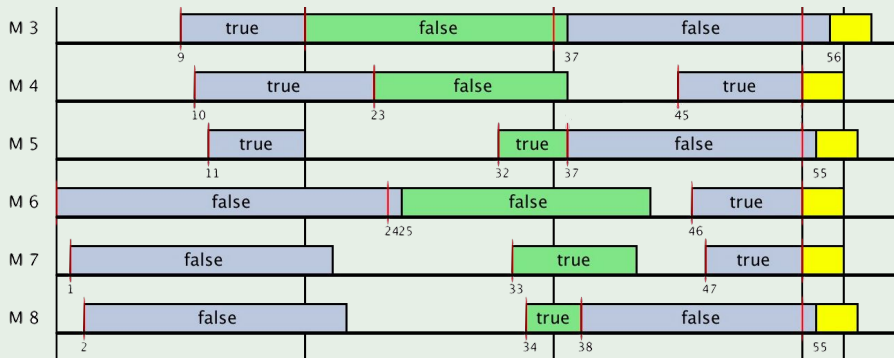 M 3 true false false
9 37 56
M 4 true false true
10 23 45
M 5 true true false
11 32 37 55
M 6 false false true
24 25 46
M 7 false true true
1 33 47
M 8 false true false
2 34 38 55